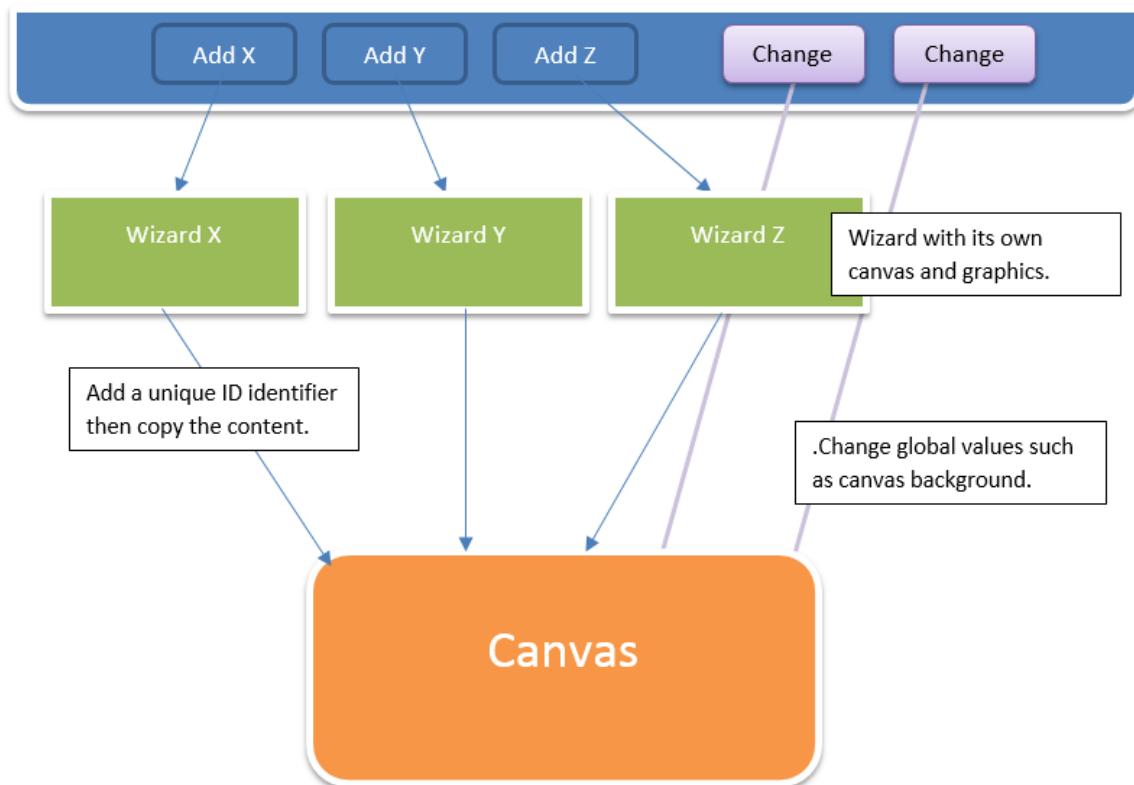 Add X
Add Y
Add Z
Change
Change
Wizard X
Wizard Y
Wizard Z
Wizard with its own
canvas and graphics.
Add a unique ID identifier
then copy the content.
.Change global values such
as canvas background.
Canvas